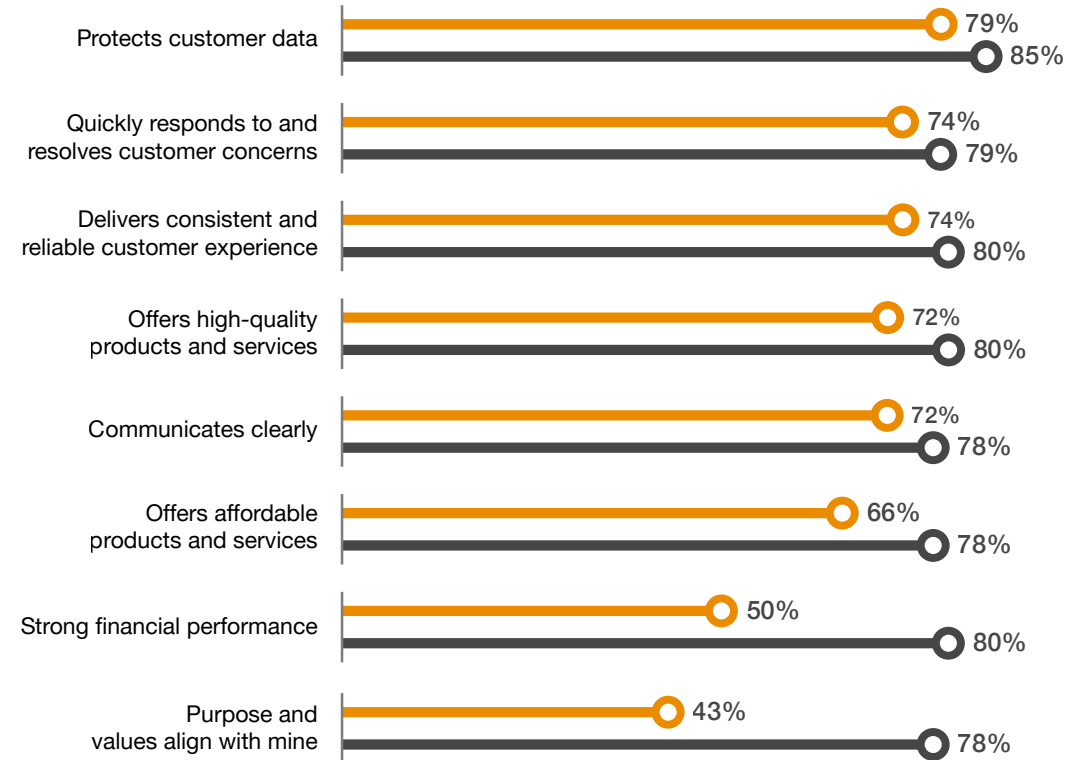 Protects customer data
79%
85%
Quickly responds to and
resolves customer concerns
74%
79%
Delivers consistent and
reliable customer experience
74%
80%
Offers high-quality
products and services
72%
80%
Communicates clearly
72%
78%
Offers affordable
products and services
66%
78%
Strong financial performance
50%
80%
Purpose and
values align with mine
43%
78%